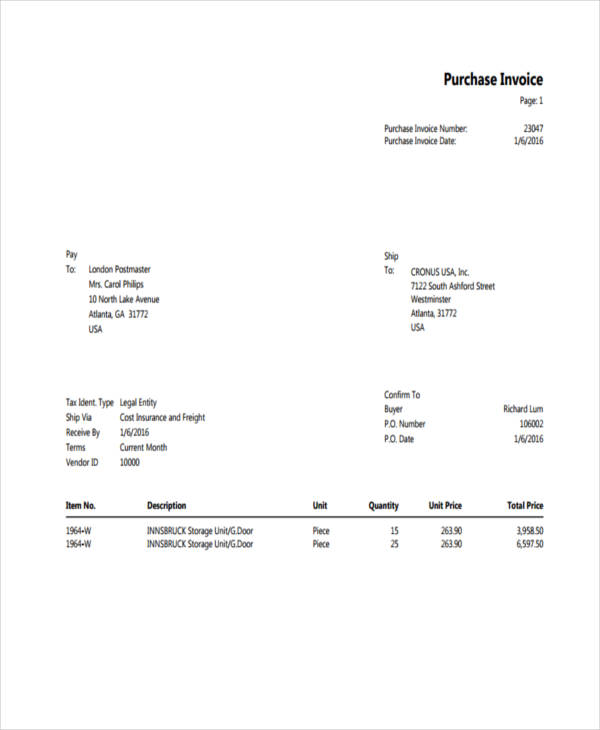 Purchase Invoice
Page: 1
Purchase Invoice Number: 23047
Purchase Invoice Date: 1/6/2016
Pay
To: London Postmaster
Mrs. Carol Philips
10 North Lake Avenue
Atlanta, GA 31772
USA
Ship
To: CRONUS USA, Inc.
7122 South Ashford Street
Westminster
Atlanta, 31772
USA
Tax Ident. Type Legal Entity
Ship Via Cost Insurance and Freight
Receive By 1/6/2016
Terms Current Month
Vendor ID 10000
Confirm To
Buyer Richard Lum
P.O. Number 106002
P.O. Date 1/6/2016
Item No. Description Unit Quantity Unit Price Total Price
1964-W INNSBRUCK Storage Unit/G.Door Piece 15 263.90 3,958.50
1964-W INNSBRUCK Storage Unit/G.Door Piece 25 263.90 6,597.50